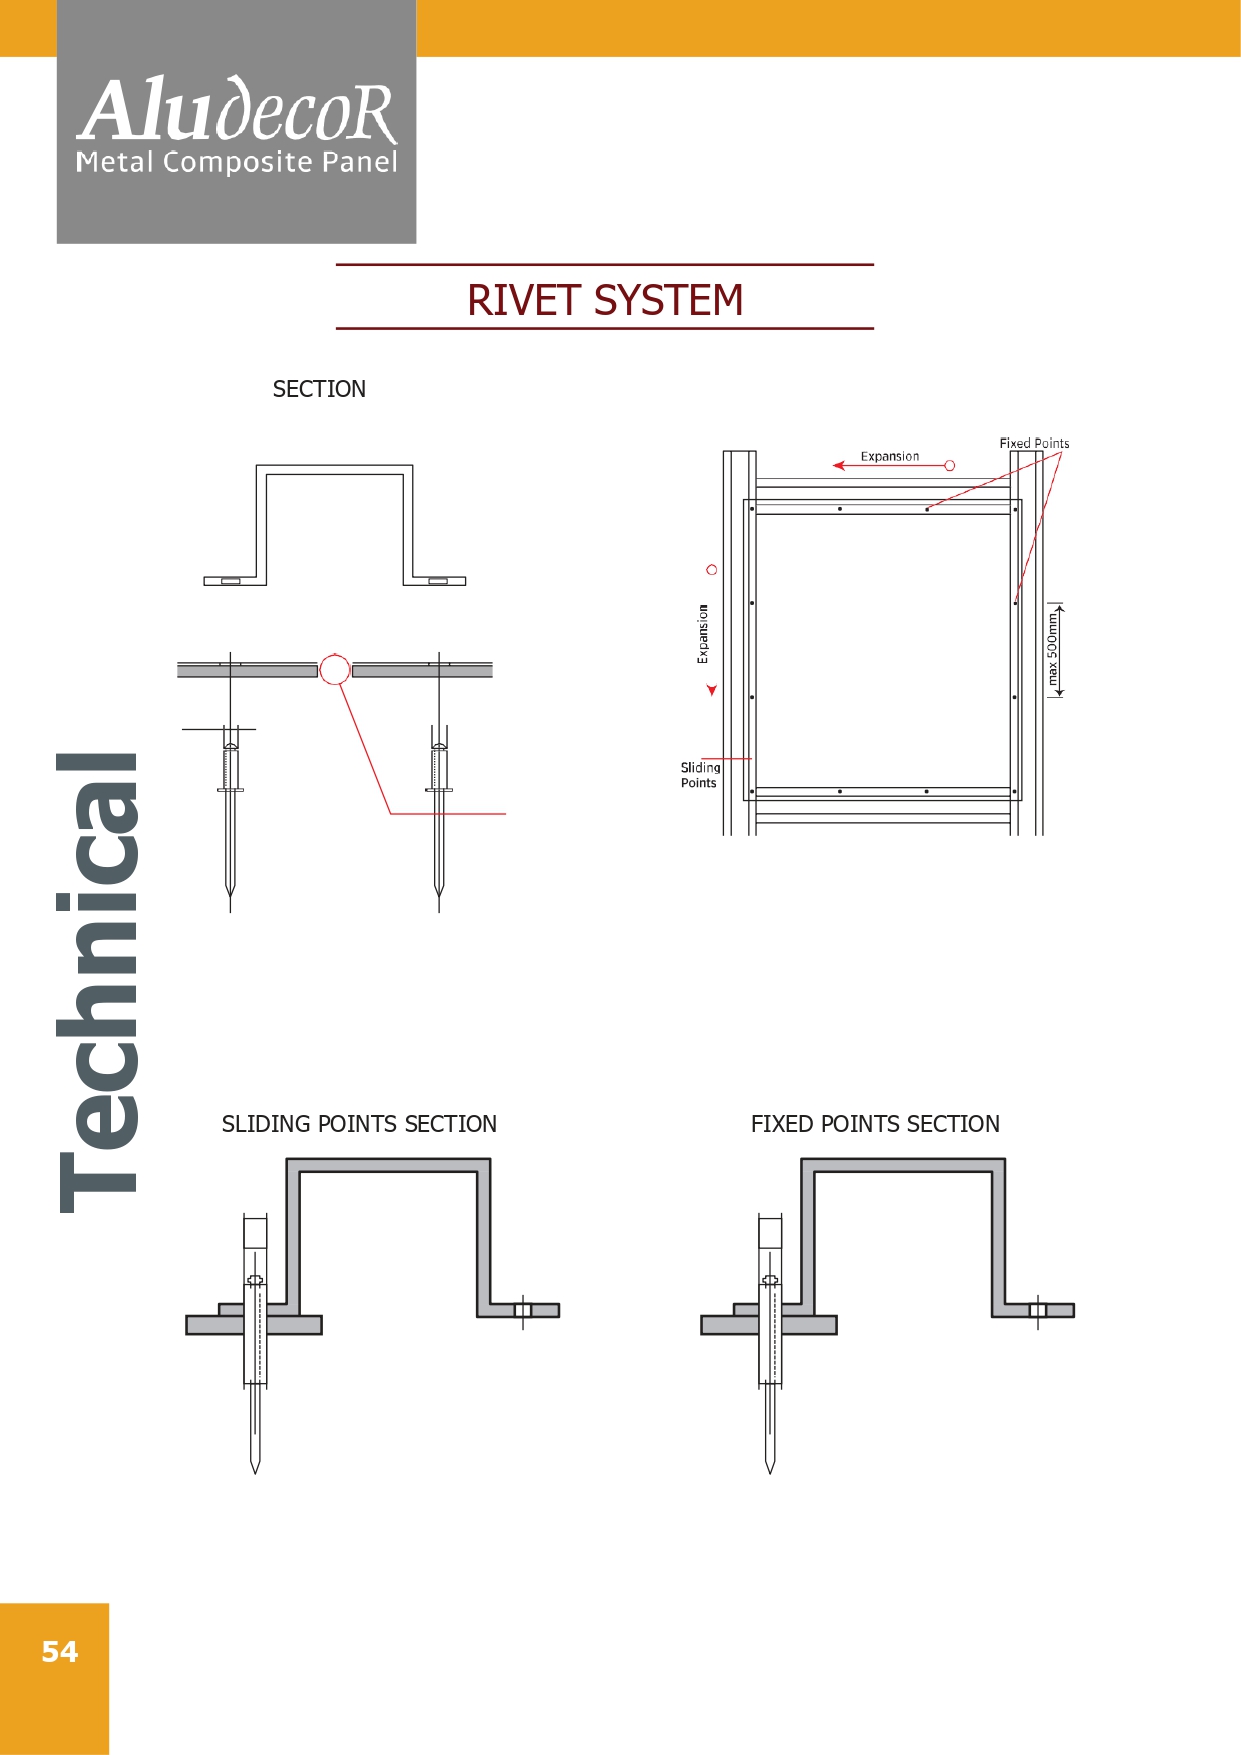 AludecoR
Metal Composite Panel
RIVET SYSTEM
SECTION
Fixed Points
Expansion
Expansion
max 500mm
Sliding
Points
Technical
SLIDING POINTS SECTION
FIXED POINTS SECTION
54